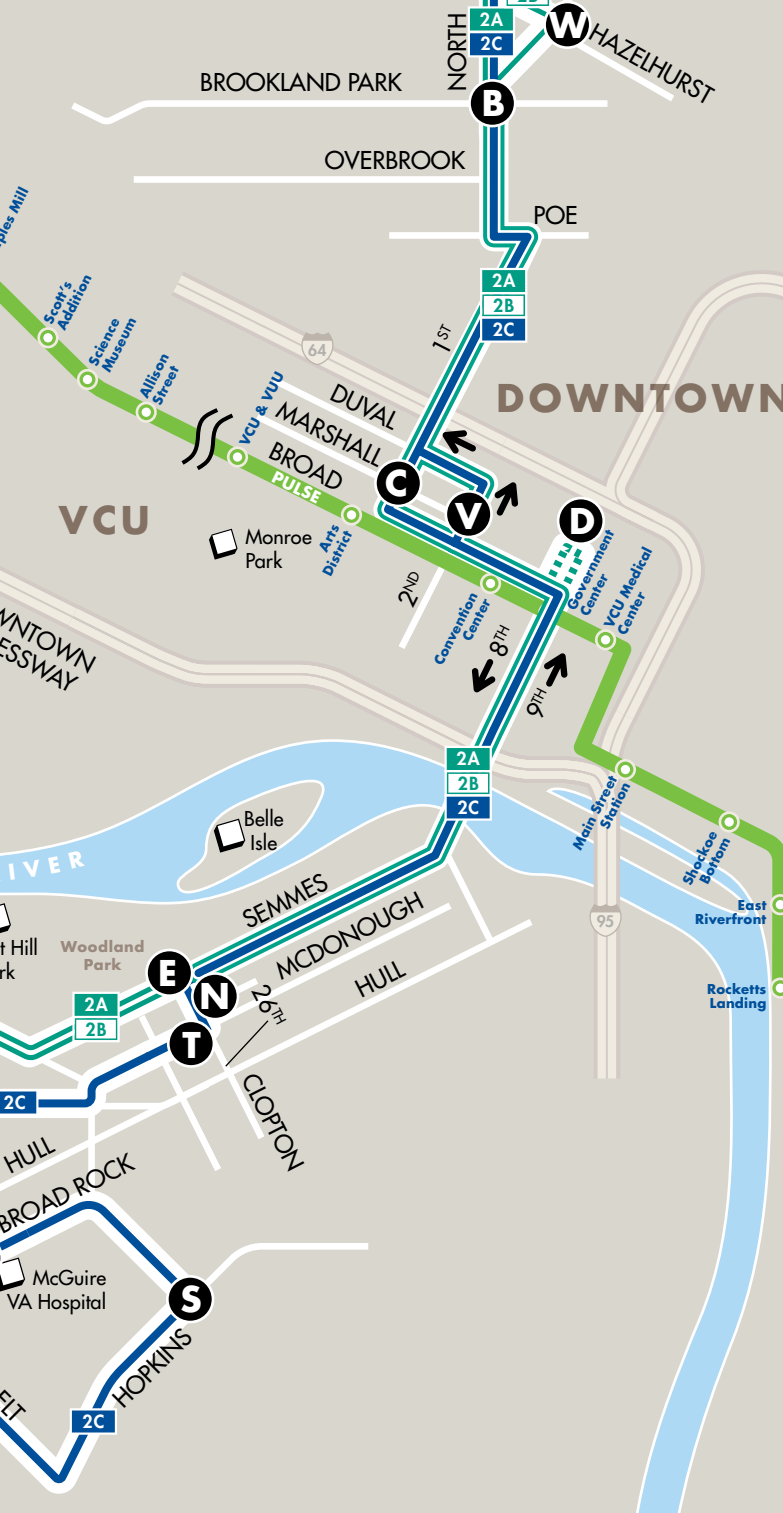 2B
2A
2C
W
NORTH
HAZELHURST
BROOKLAND PARK
B
OVERBROOK
POE
2A
2B
2C
1ST
64
Scott's
Addition
Science
Museum
Allison
Street
VCU & VUU
DUVAL
MARSHALL
BROAD
PULSE
DOWNTOWN
C
V
D
VCU
Monroe
Park
Arts
District
2ND
Convention
Center
Government
Center
VCU Medical
Center
8TH
9TH
2A
2B
2C
Main Street
Station
Shockoe
Bottom
Belle
Isle
95
East
Riverfront
Rocketts
Landing
SEMMES
MCDONOUGH
HULL
Woodland
Park
E
N
T
26TH
2A
2B
2C
CLOPTON
HULL
BROAD ROCK
McGuire
VA Hospital
S
HOPKINS
2C